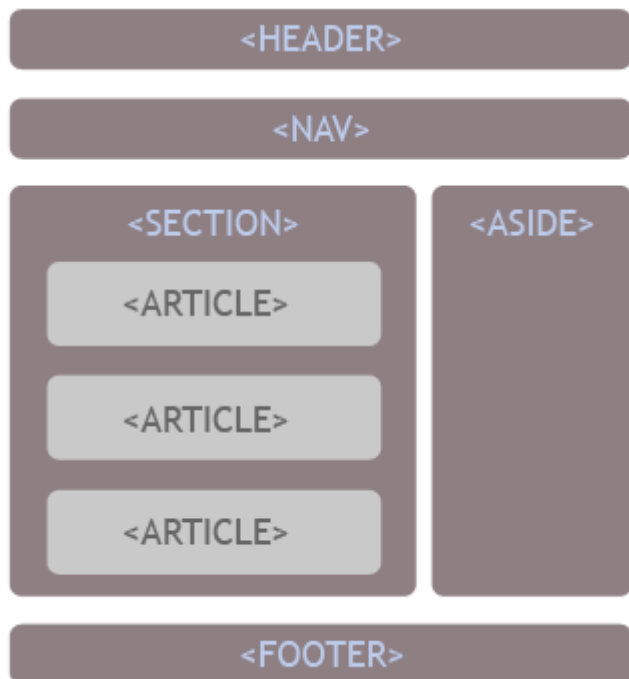 <HEADER>
<NAV>
<SECTION>
<ARTICLE>
<ARTICLE>
<ARTICLE>
<ASIDE>
<FOOTER>